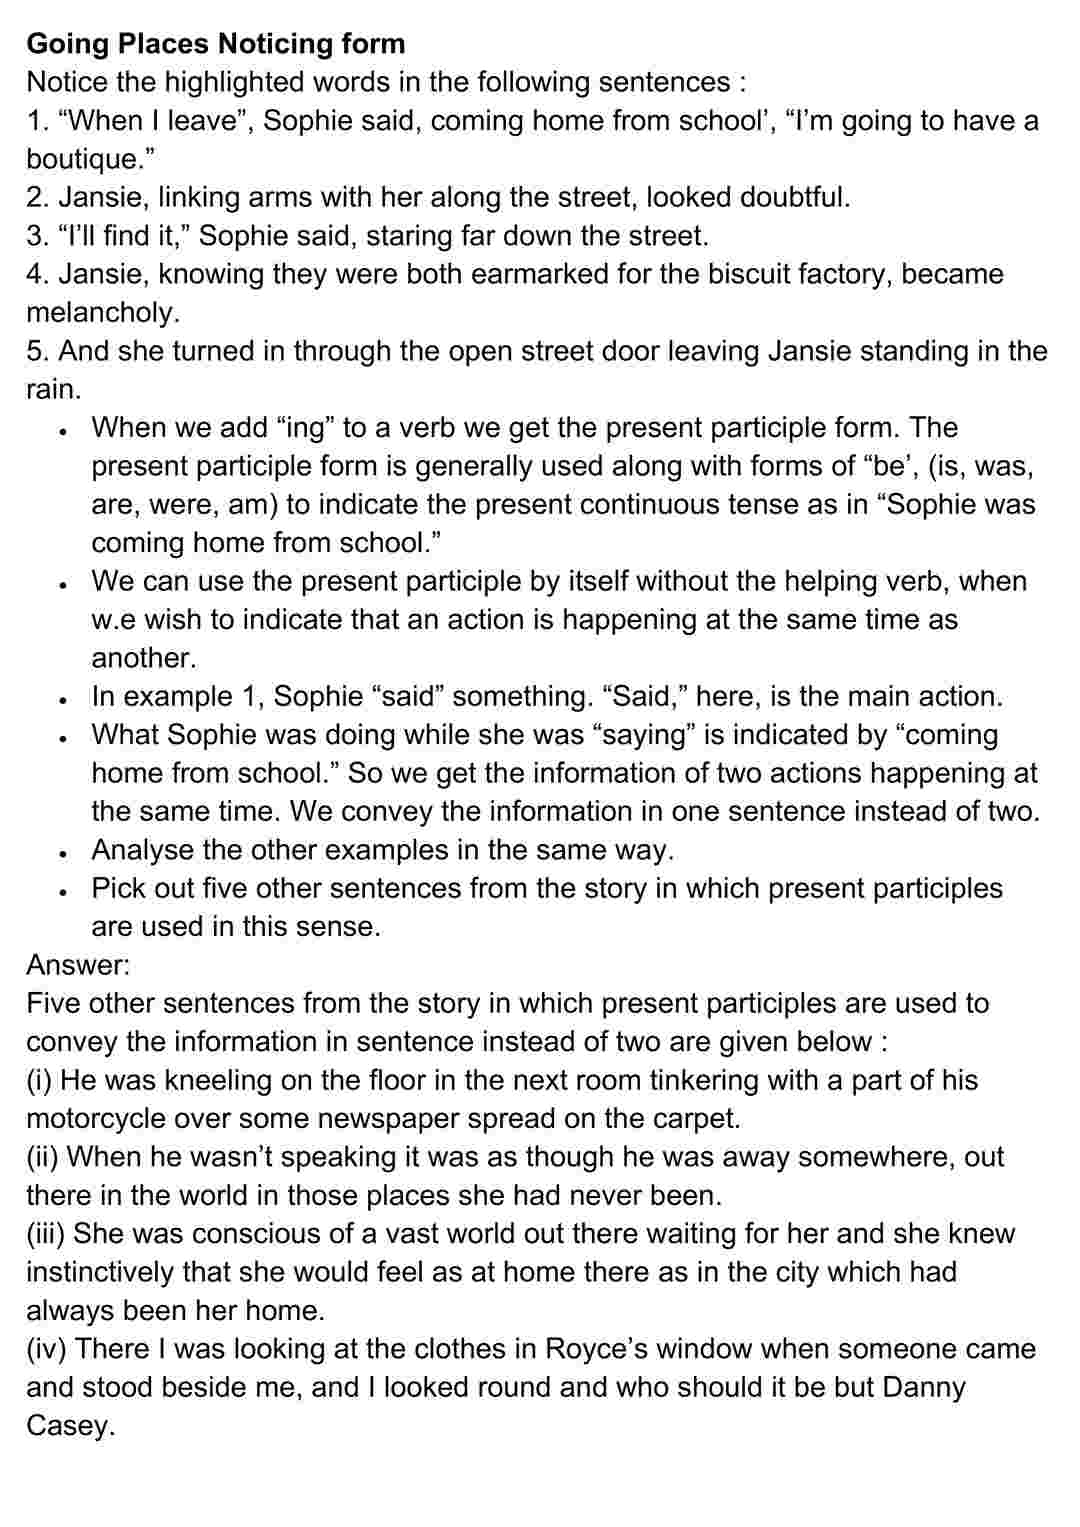 Going Places Noticing form
Notice the highlighted words in the following sentences :
1. “When I leave”, Sophie said, coming home from school’, “I’m going to have a
boutique.”
2. Jansie, linking arms with her along the street, looked doubtful.
3. “I’ll find it,” Sophie said, staring far down the street.
4. Jansie, knowing they were both earmarked for the biscuit factory, became
melancholy.
5. And she turned in through the open street door leaving Jansie standing in the
rain.
• When we add “ing” to a verb we get the present participle form. The
present participle form is generally used along with forms of “be’, (is, was,
are, were, am) to indicate the present continuous tense as in “Sophie was
coming home from school.”
• We can use the present participle by itself without the helping verb, when
w.e wish to indicate that an action is happening at the same time as
another.
• In example 1, Sophie “said” something. “Said,” here, is the main action.
• What Sophie was doing while she was “saying” is indicated by “coming
home from school.” So we get the information of two actions happening at
the same time. We convey the information in one sentence instead of two.
• Analyse the other examples in the same way.
• Pick out five other sentences from the story in which present participles
are used in this sense.
Answer:
Five other sentences from the story in which present participles are used to
convey the information in sentence instead of two are given below :
(i) He was kneeling on the floor in the next room tinkering with a part of his
motorcycle over some newspaper spread on the carpet.
(ii) When he wasn’t speaking it was as though he was away somewhere, out
there in the world in those places she had never been.
(iii) She was conscious of a vast world out there waiting for her and she knew
instinctively that she would feel as at home there as in the city which had
always been her home.
(iv) There I was looking at the clothes in Royce’s window when someone came
and stood beside me, and I looked round and who should it be but Danny
Casey.